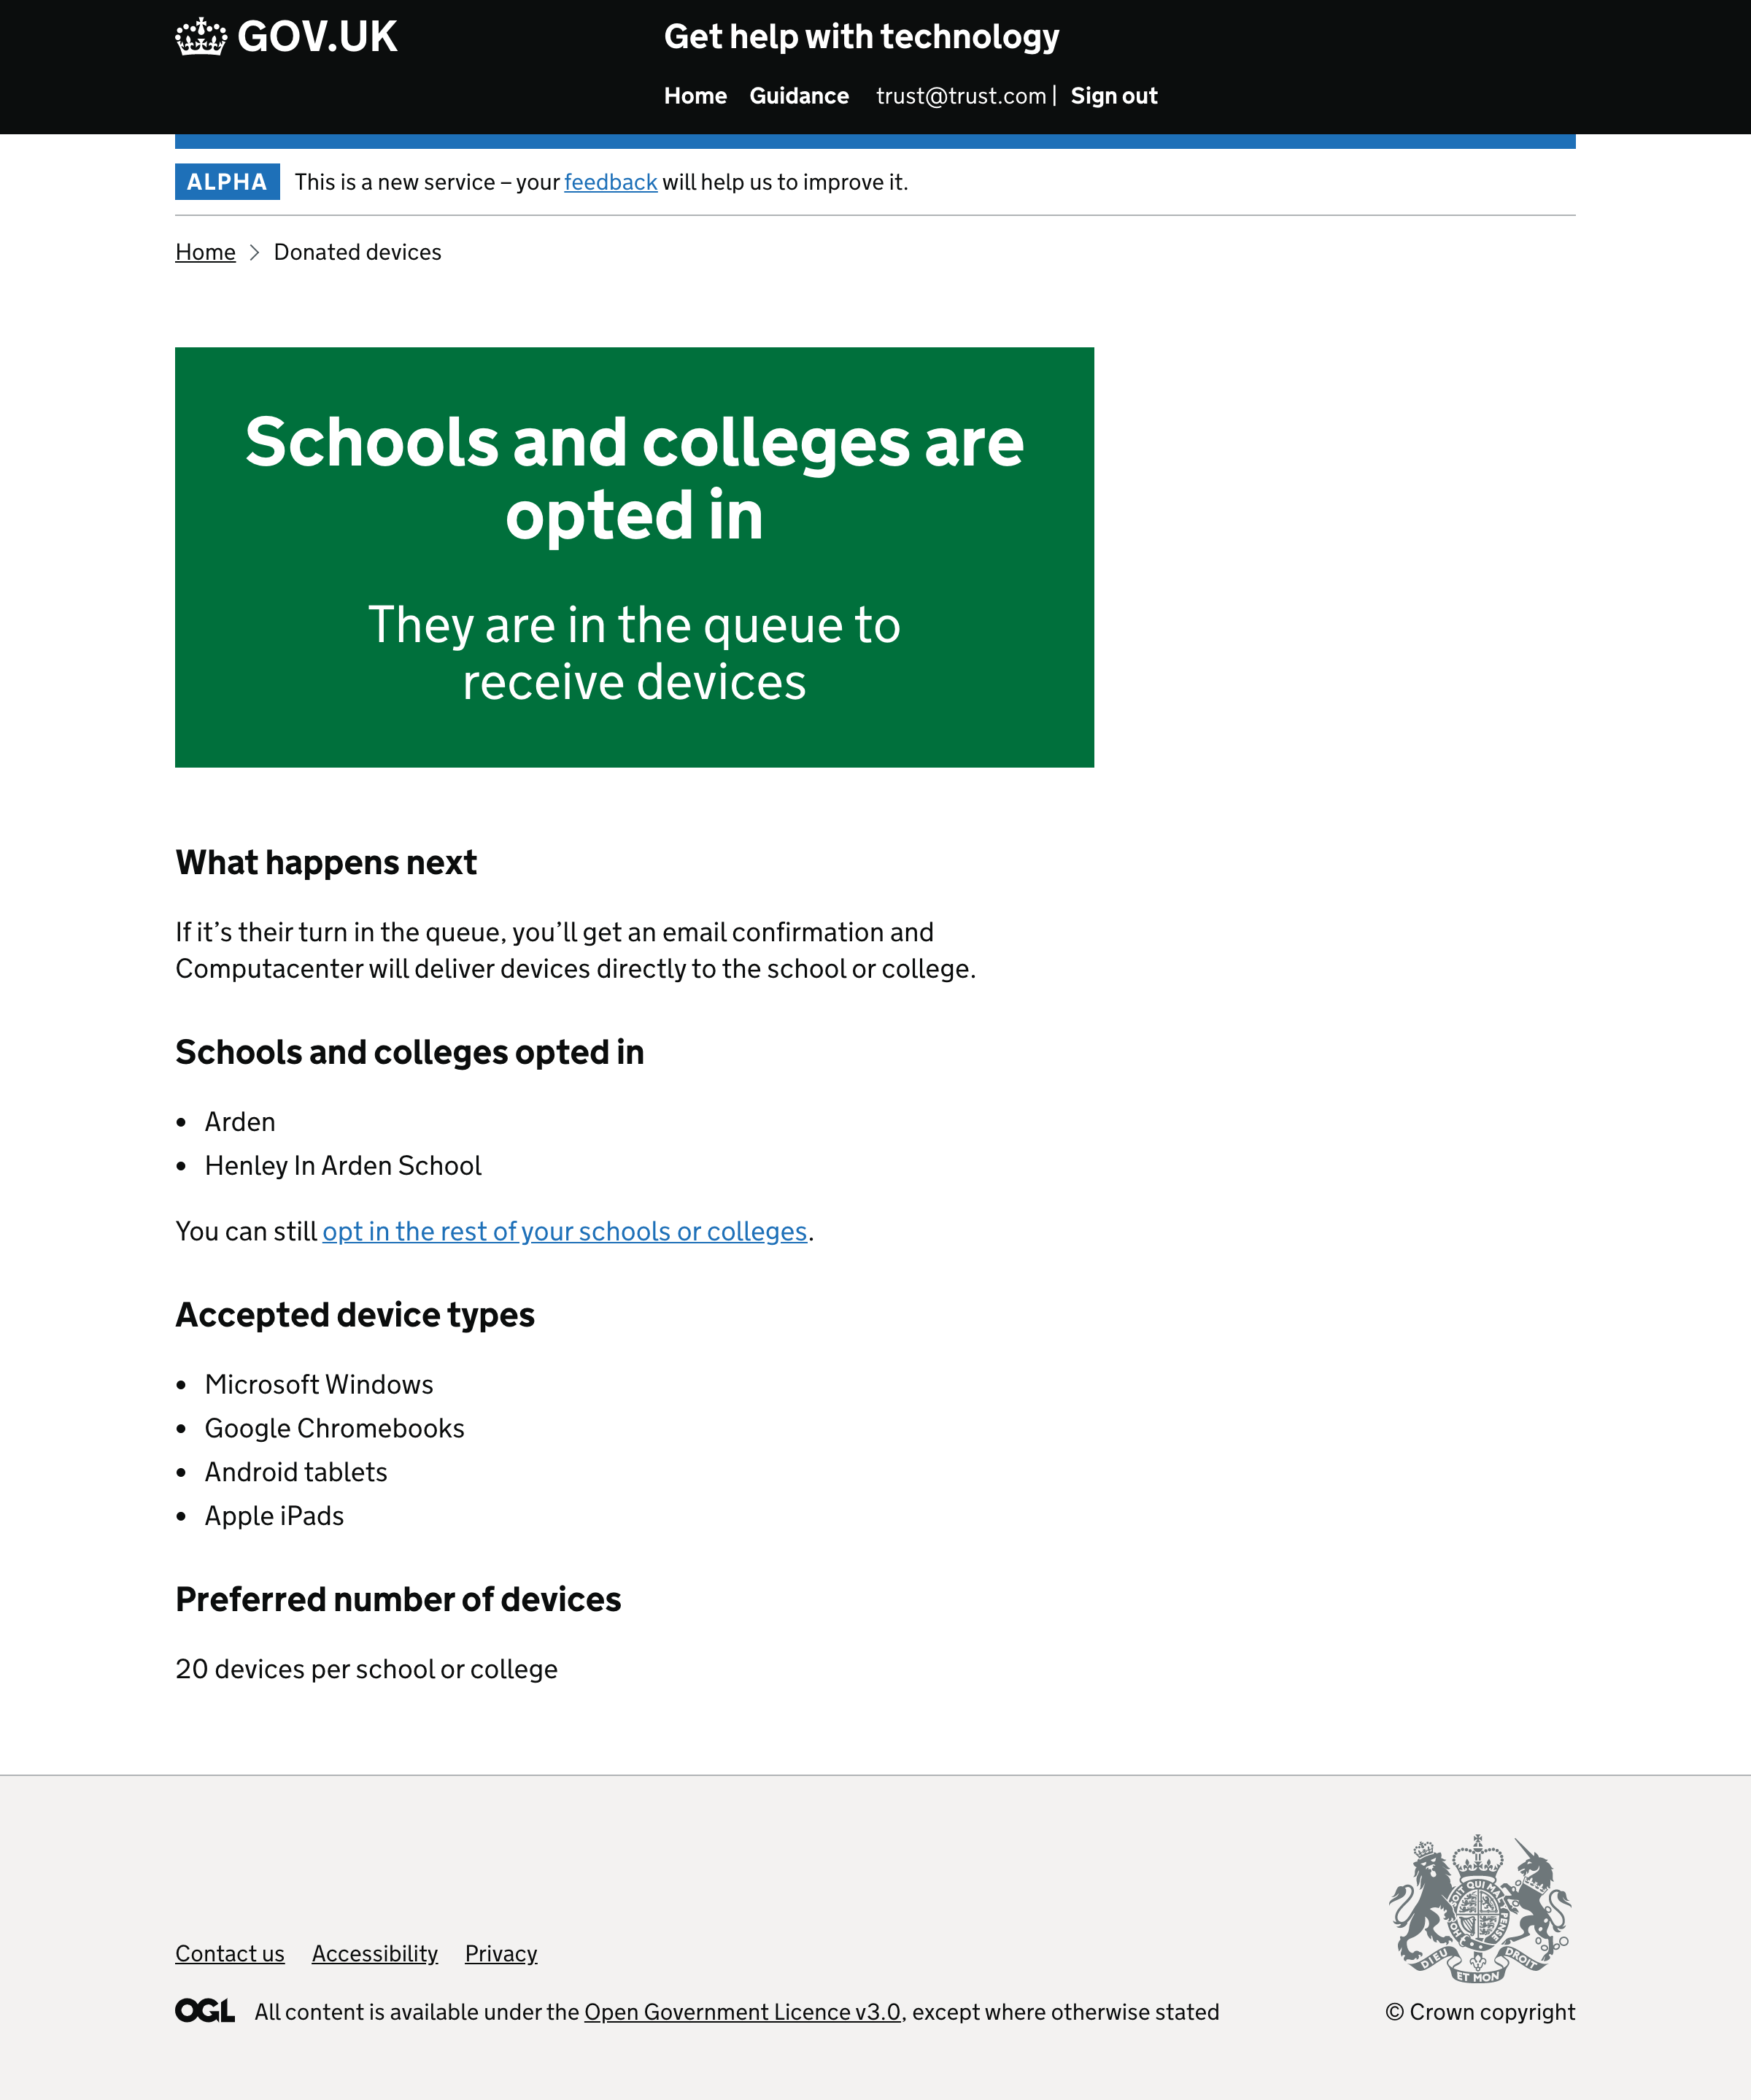 GOV.UK
Get help with technology
Home Guidance trust@trust.com | Sign out
ALPHA This is a new service – your feedback will help us to improve it.
Home > Donated devices
Schools and colleges are
opted in
They are in the queue to
receive devices
What happens next
If it’s their turn in the queue, you’ll get an email confirmation and
Computacenter will deliver devices directly to the school or college.
Schools and colleges opted in
• Arden
• Henley In Arden School
You can still opt in the rest of your schools or colleges.
Accepted device types
• Microsoft Windows
• Google Chromebooks
• Android tablets
• Apple iPads
Preferred number of devices
20 devices per school or college
DIEU ET MON DROIT
Contact us Accessibility Privacy
OGL All content is available under the Open Government Licence v3.0, except where otherwise stated
© Crown copyright